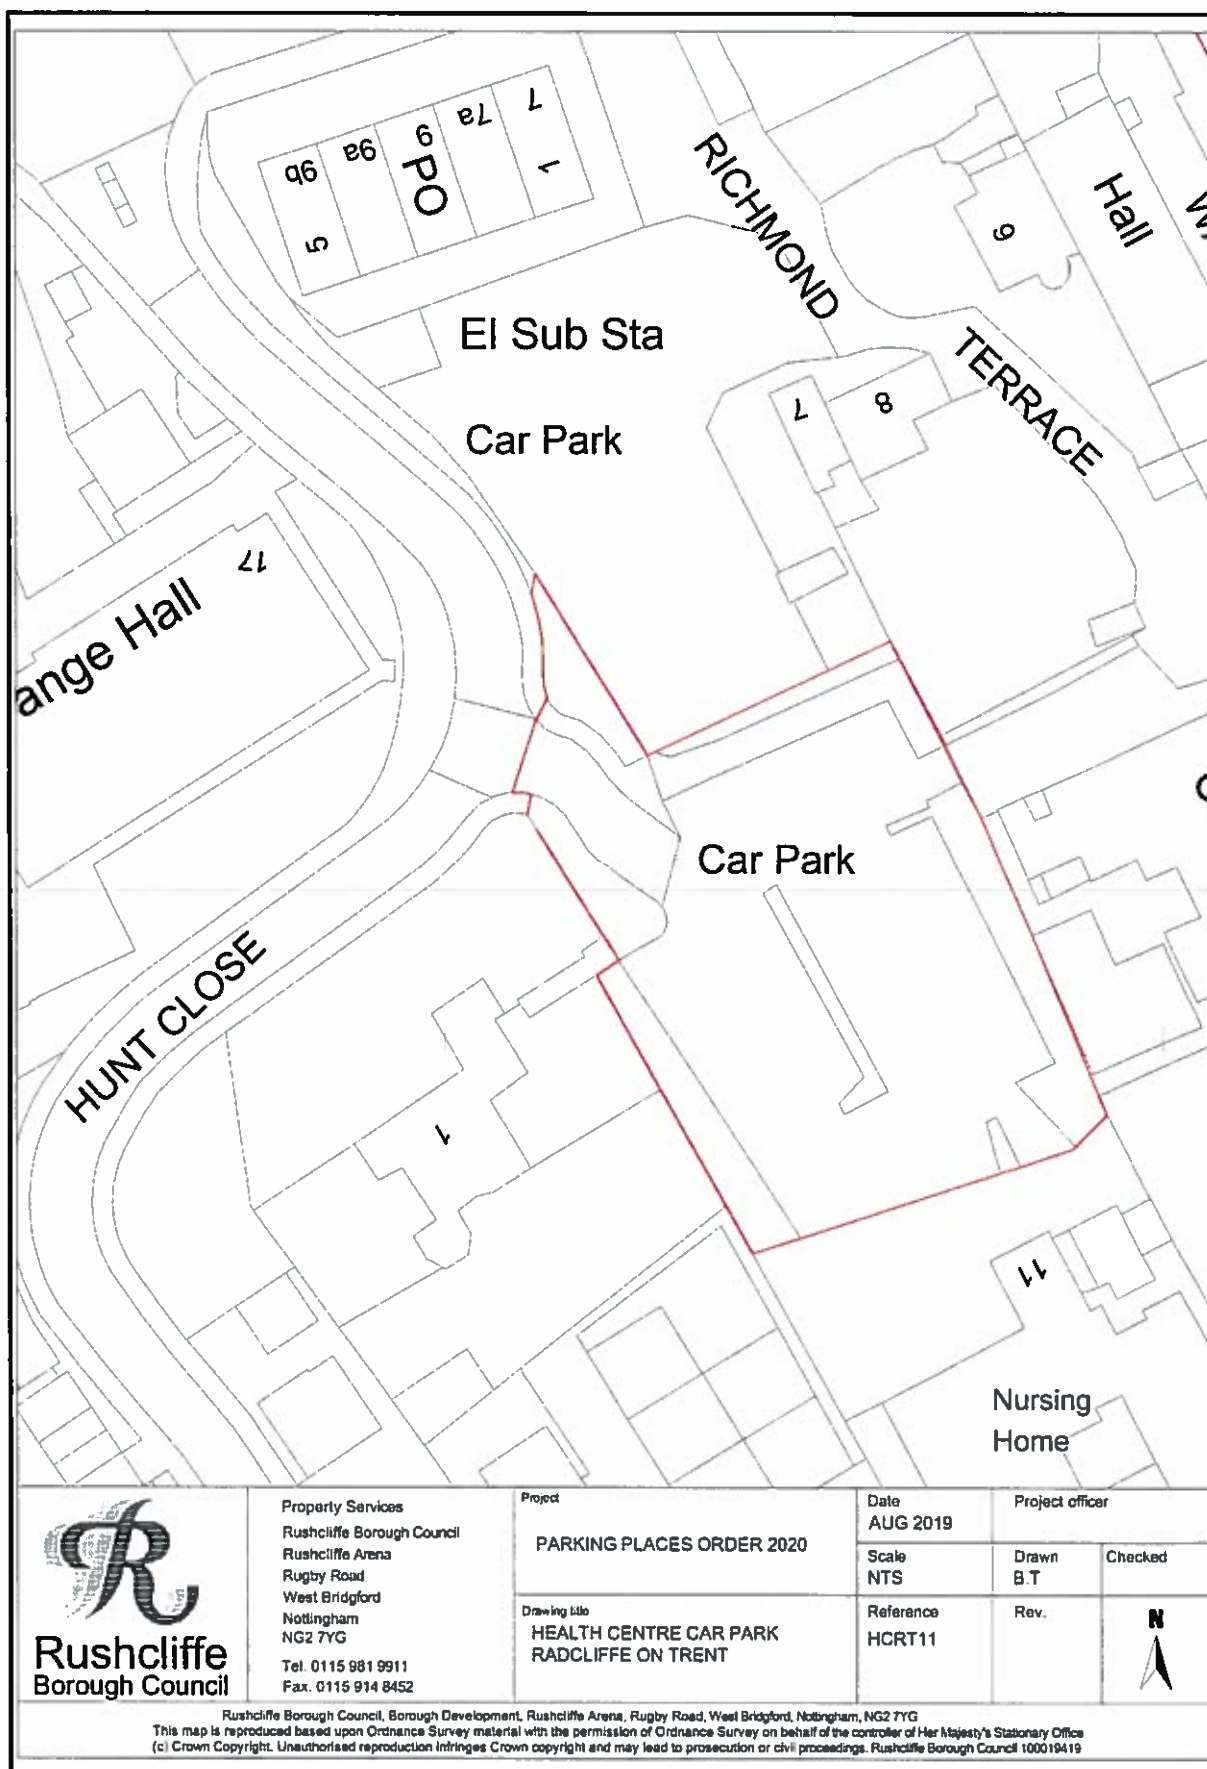 9b
9a
9
7a
7
PO
5
1
RICHMOND
TERRACE
9
Hall
El Sub Sta
Car Park
7
8
17
ange Hall
Car Park
HUNT CLOSE
1
11
Nursing
Home
Rushcliffe
Borough Council
Property Services
Rushcliffe Borough Council
Rushcliffe Arena
Rugby Road
West Bridgford
Nottingham
NG2 7YG
Tel. 0115 981 9911
Fax. 0115 914 8452
Project
PARKING PLACES ORDER 2020
Drawing title
HEALTH CENTRE CAR PARK
RADCLIFFE ON TRENT
Date
AUG 2019
Project officer
Scale
NTS
Drawn
B.T
Checked
Reference
HCRT11
Rev.
N
Rushcliffe Borough Council, Borough Development, Rushcliffe Arena, Rugby Road, West Bridgford, Nottingham, NG2 7YG
This map is reproduced based upon Ordnance Survey material with the permission of Ordnance Survey on behalf of the controller of Her Majesty's Stationary Office
(c) Crown Copyright. Unauthorised reproduction infringes Crown copyright and may lead to prosecution or civil proceedings. Rushcliffe Borough Council 100019419